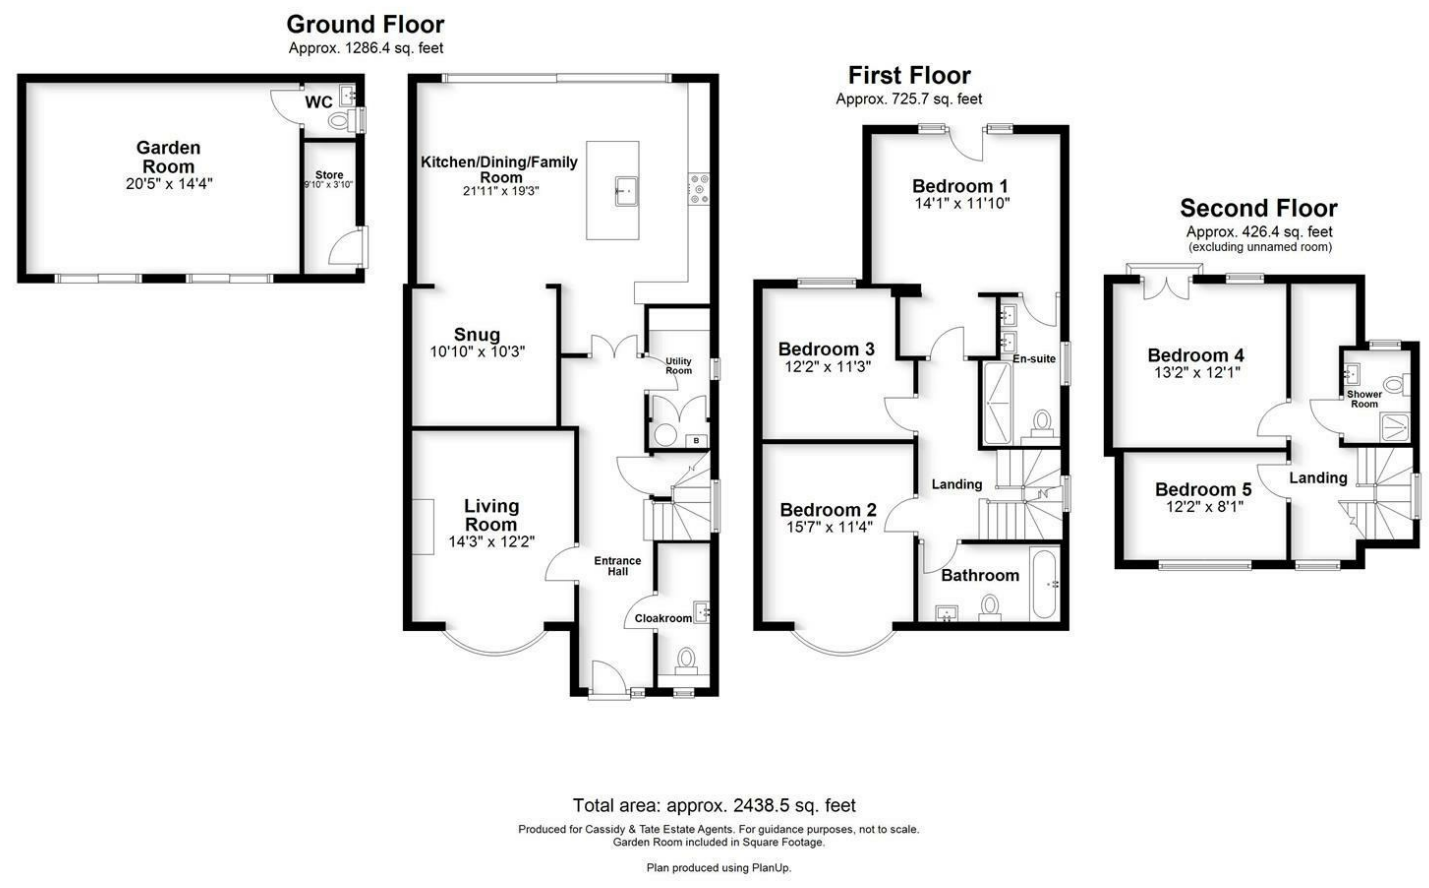 Ground Floor
Approx. 1286.4 sq. feet
WC
Garden
Room
20'5" x 14'4"
Store
9'10" x 3'10"
Kitchen/Dining/Family
Room
21'11" x 19'3"
Snug
10'10" x 10'3"
Utility
Room
B
Living
Room
14'3" x 12'2"
Entrance
Hall
Cloakroom
First Floor
Approx. 725.7 sq. feet
Bedroom 1
14'1" x 11'10"
Bedroom 3
12'2" x 11'3"
En-suite
Landing
Bedroom 2
15'7" x 11'4"
Bathroom
Second Floor
Approx. 426.4 sq. feet
(excluding unnamed room)
Bedroom 4
13'2" x 12'1"
Shower
Room
Landing
Bedroom 5
12'2" x 8'1"
Total area: approx. 2438.5 sq. feet
Produced for Cassidy & Tate Estate Agents. For guidance purposes, not to scale.
Garden Room included in Square Footage.
Plan produced using PlanUp.